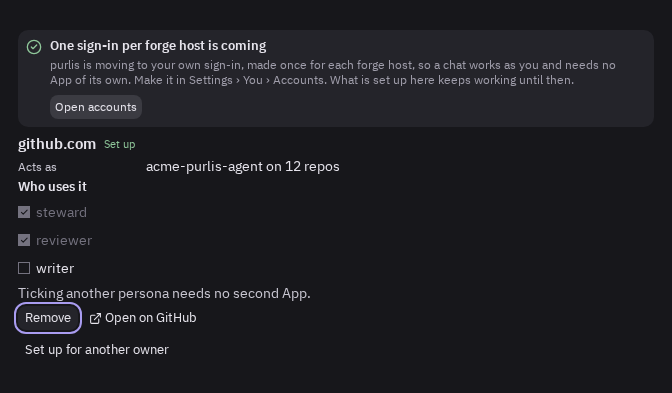 One sign-in per forge host is coming
purlis is moving to your own sign-in, made once for each forge host, so a chat works as you and needs no
App of its own. Make it in Settings › You › Accounts. What is set up here keeps working until then.
Open accounts
github.com Set up
Acts as acme-purlis-agent on 12 repos
Who uses it
steward
reviewer
writer
Ticking another persona needs no second App.
Remove Open on GitHub
Set up for another owner